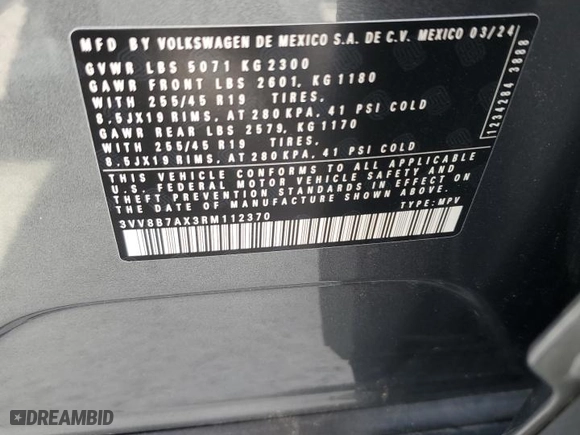 MFD BY VOLKSWAGEN DE MEXICO S.A. DE C.V. MEXICO 03/24
GVWR LBS 5071 KG 2300
GAWR FRONT LBS 2601, KG 1180
WITH 255/45 R19 TIRES.
8.5JX19 RIMS, AT 280 KPA, 41 PSI COLD
GAWR REAR LBS 2579, KG 1170
WITH 255/45 R19 TIRES.
8.5JX19 RIMS, AT 280 KPA, 41 PSI COLD
THIS VEHICLE CONFORMS TO ALL APPLICABLE
U.S. FEDERAL MOTOR VEHICLE SAFETY AND
THEFT PREVENTION STANDARDS IN EFFECT
ON THE DATE OF MANUFACTURE SHOWN ABOVE.
3VV8B7AX3RM112370 TYPE: MPV
1234284 3888
DREAMBID